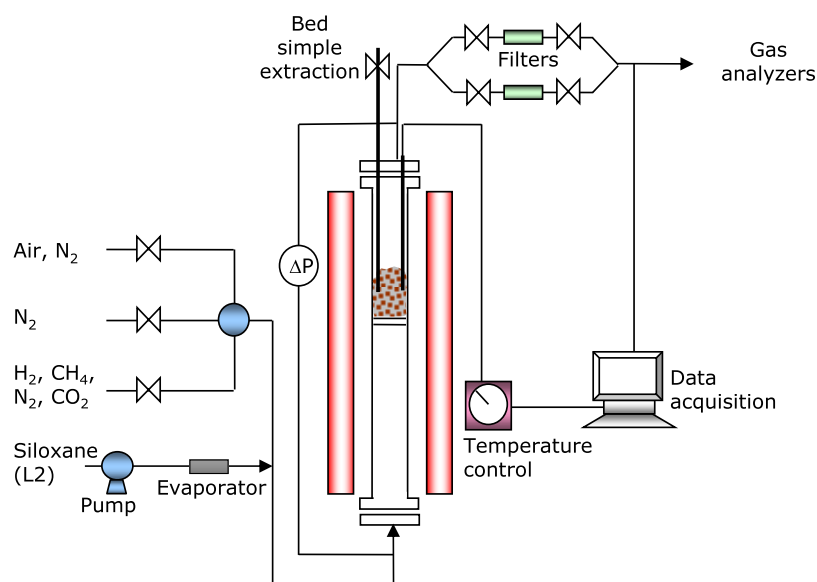 Bed
simple
extraction
Filters
Gas
analyzers
Air, N₂
ΔP
N₂
H₂, CH₄,
N₂, CO₂
Data
acquisition
Siloxane
(L2)
Temperature
control
Evaporator
Pump